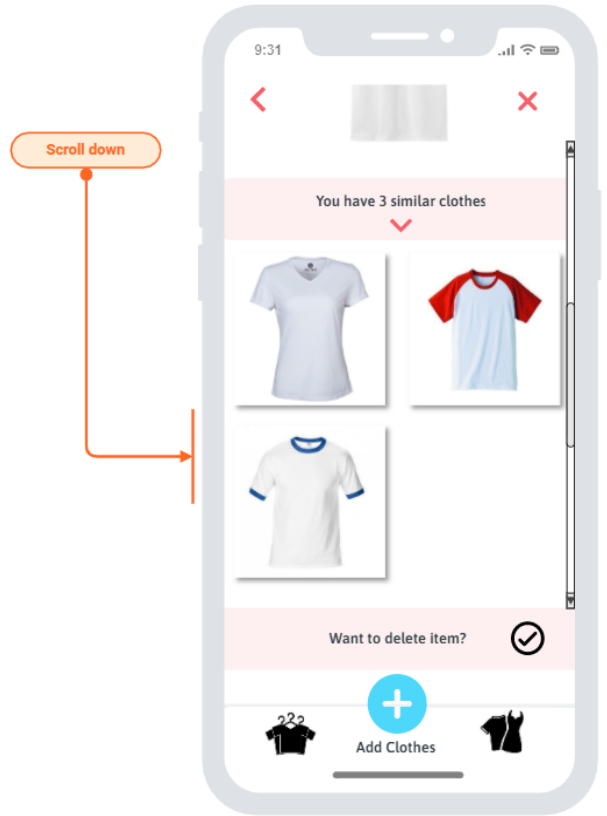 9:31
Scroll down
You have 3 similar clothes
Want to delete item?
Add Clothes